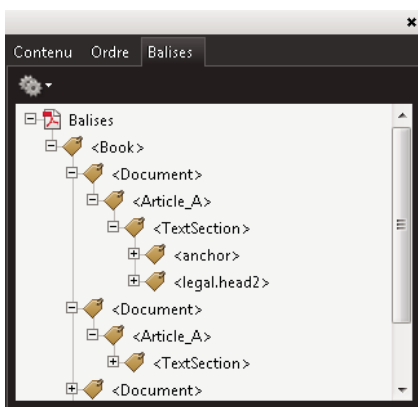 Contenu Ordre Balises
Balises
<Book>
<Document>
<Article_A>
<TextSection>
<anchor>
<legal.head2>
<Document>
<Article_A>
<TextSection>
<Document>